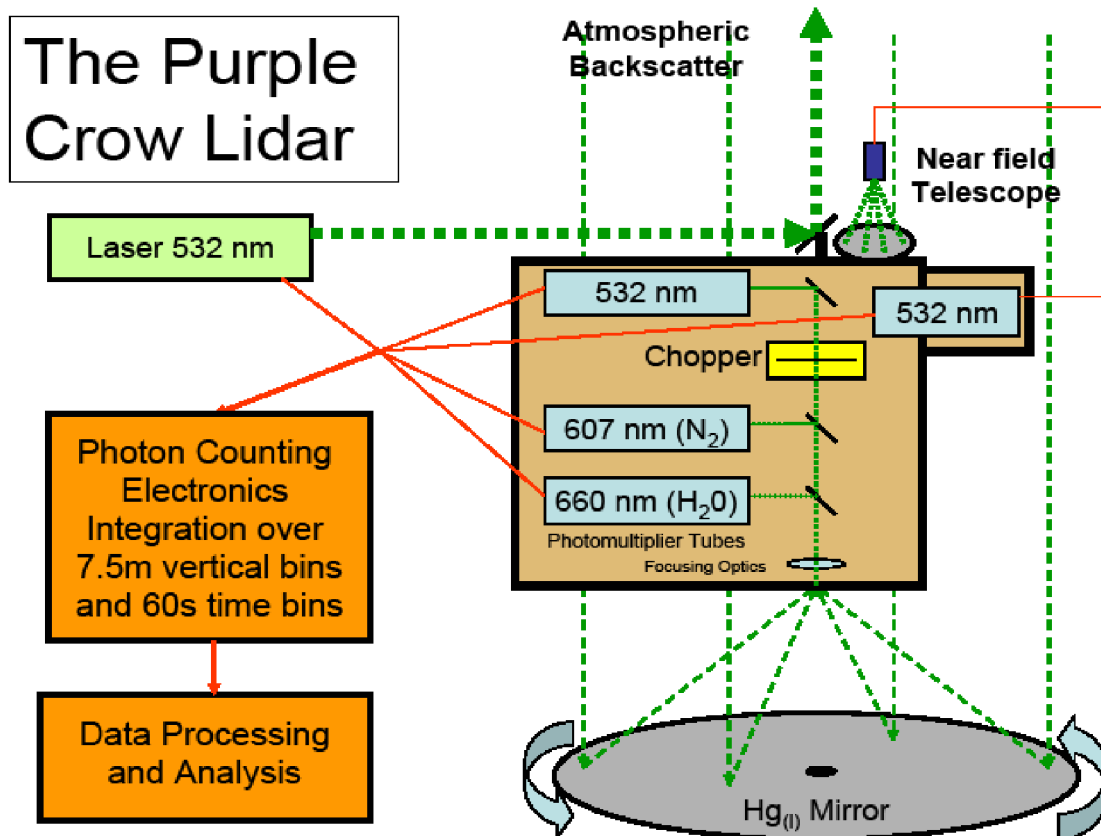 The Purple
Crow Lidar
Atmospheric
Backscatter
Near field
Telescope
Laser 532 nm
532 nm
532 nm
Chopper
607 nm (N₂)
660 nm (H₂0)
Photomultiplier Tubes
Focusing Optics
Photon Counting
Electronics
Integration over
7.5m vertical bins
and 60s time bins
Data Processing
and Analysis
Hg₍ₗ₎ Mirror